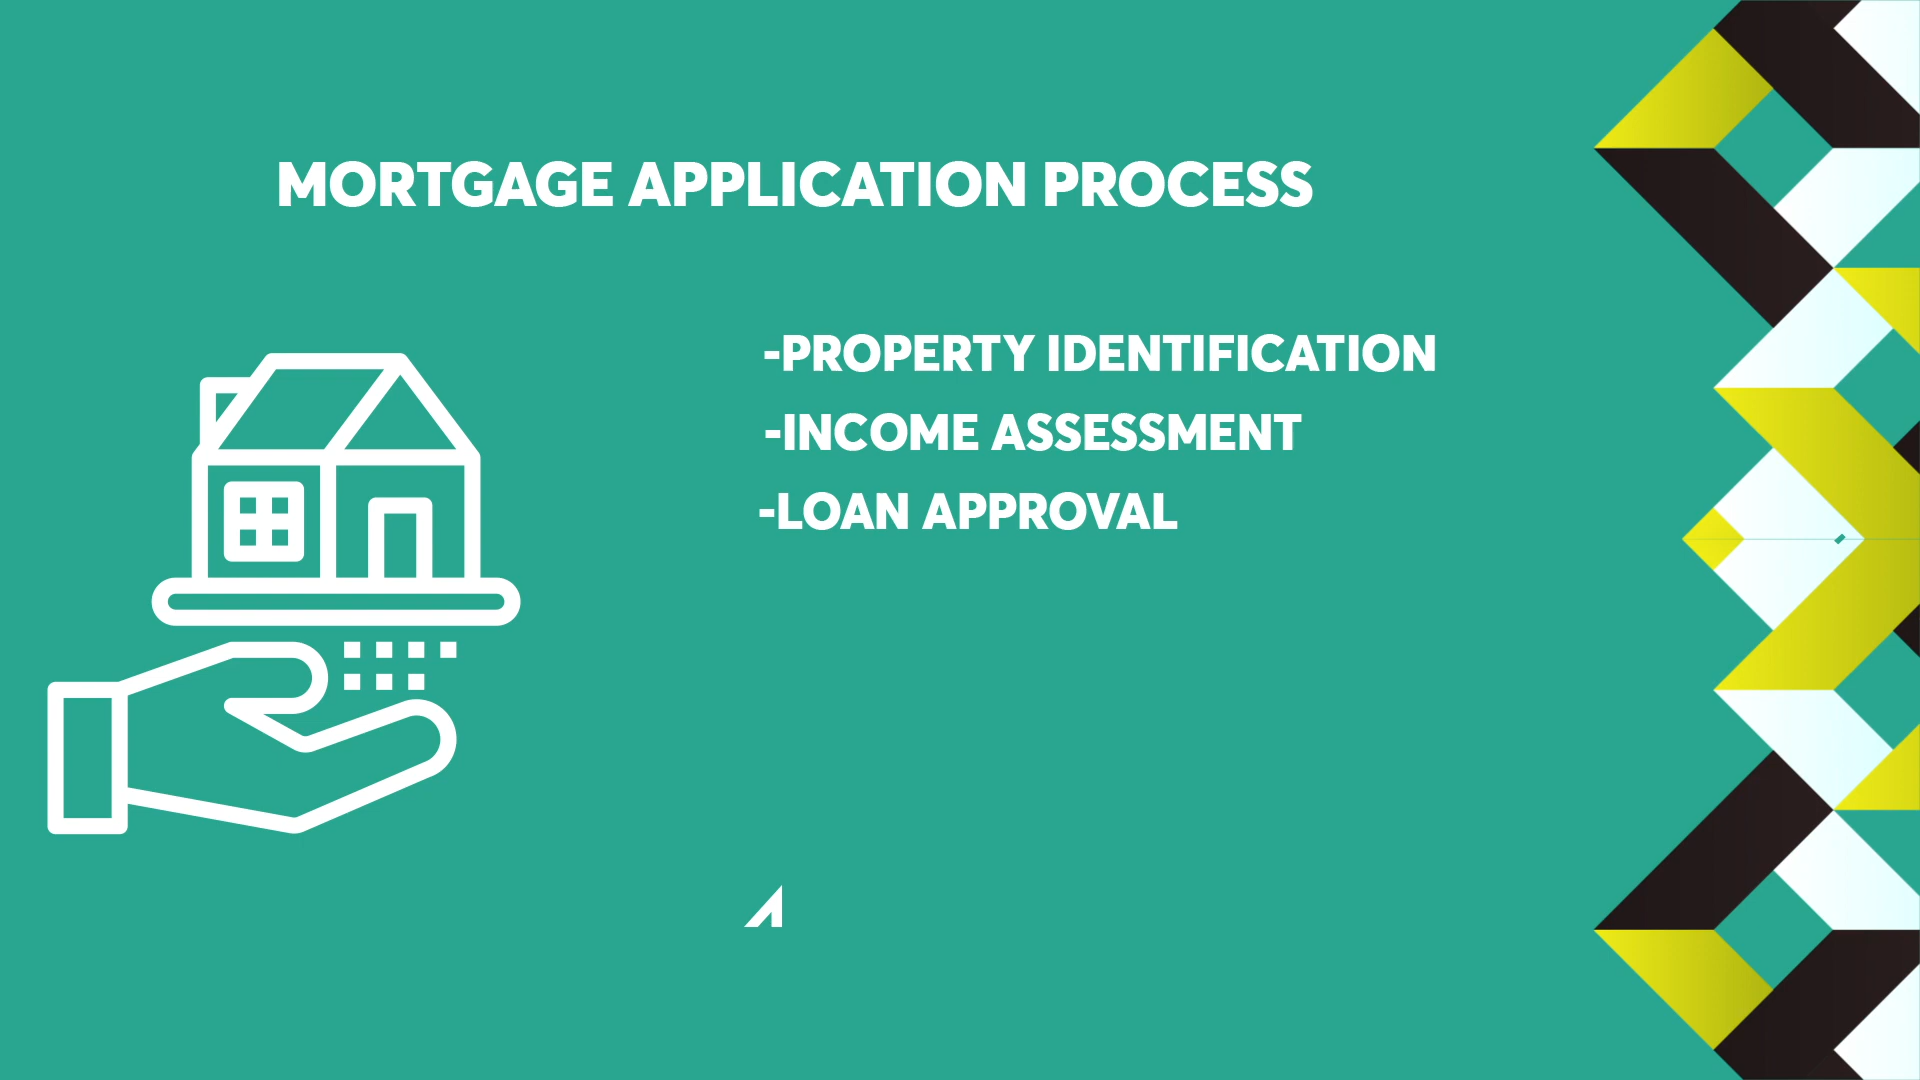 MORTGAGE APPLICATION PROCESS
-PROPERTY IDENTIFICATION
-INCOME ASSESSMENT
-LOAN APPROVAL